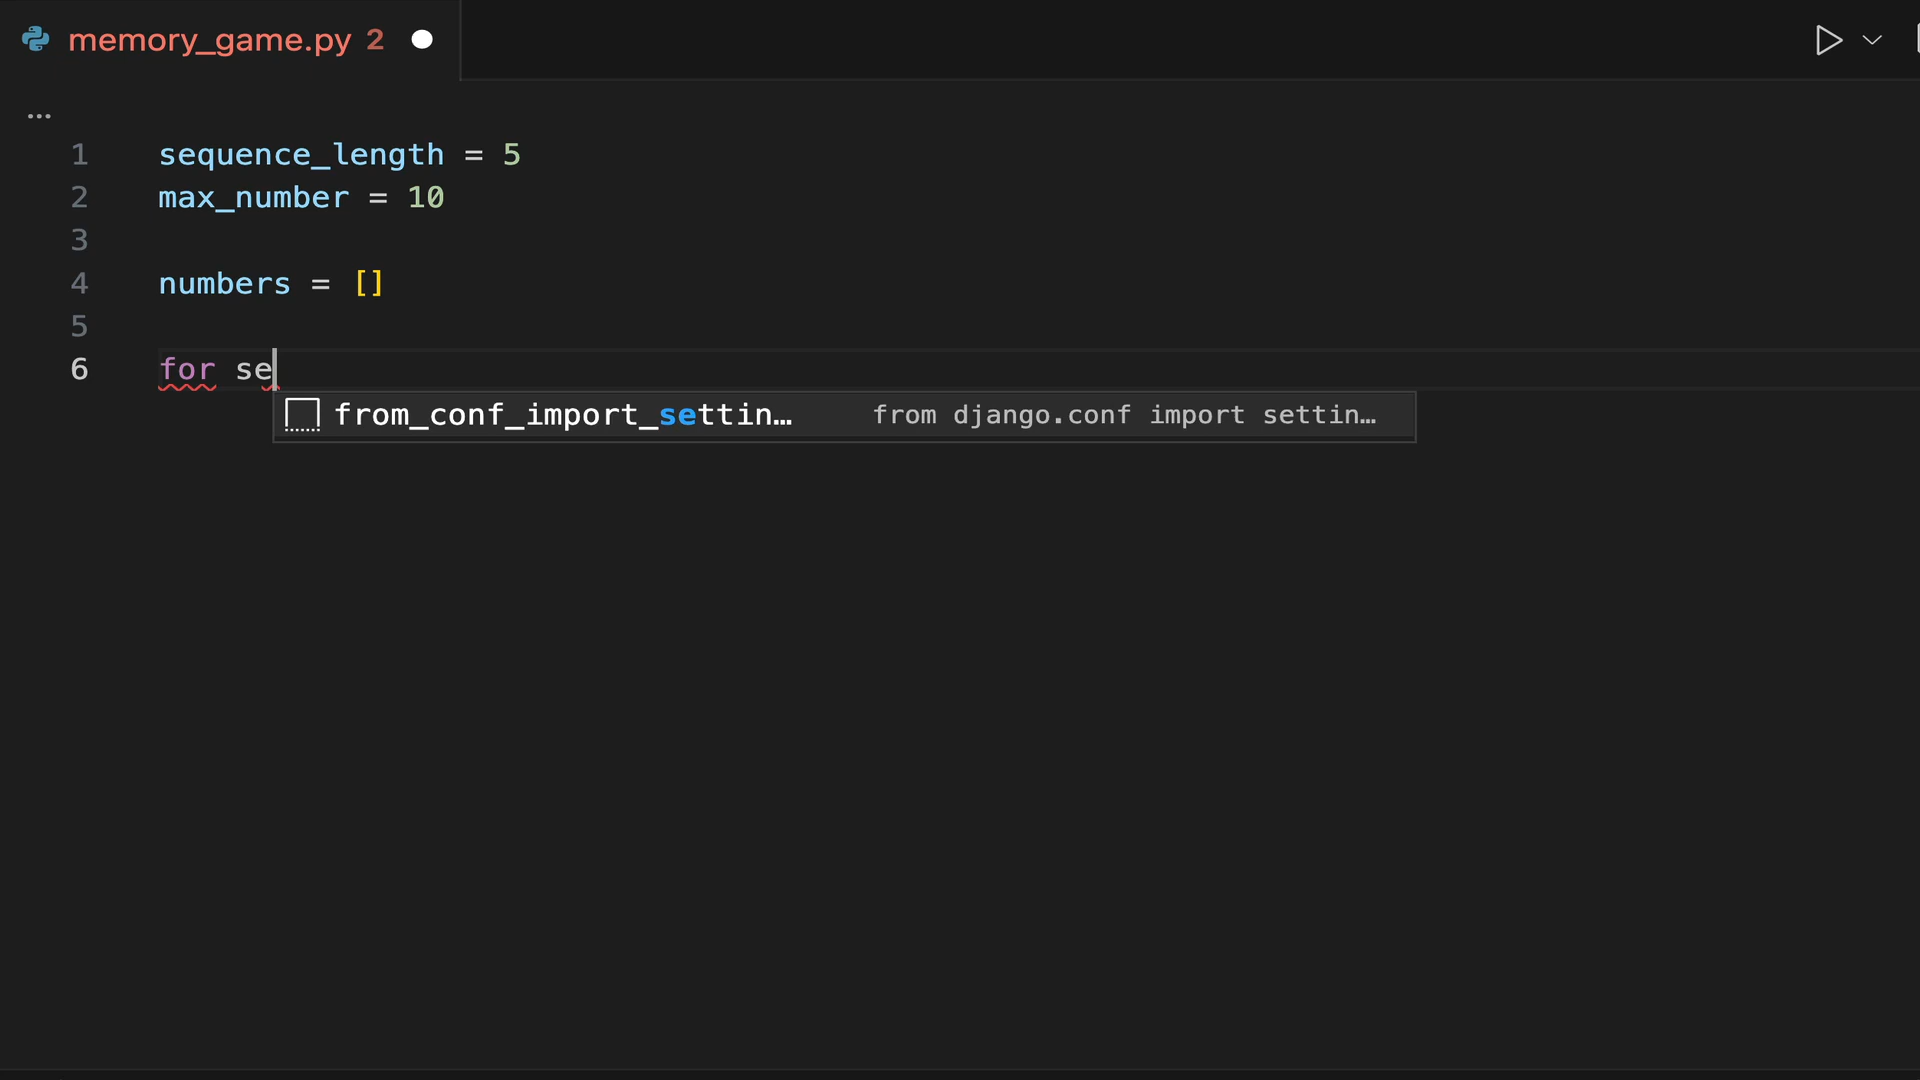 memory_game.py 2
...
1 sequence_length = 5
2 max_number = 10
3
4 numbers = []
5
6 for se
from_conf_import_settin… from django.conf import settin…